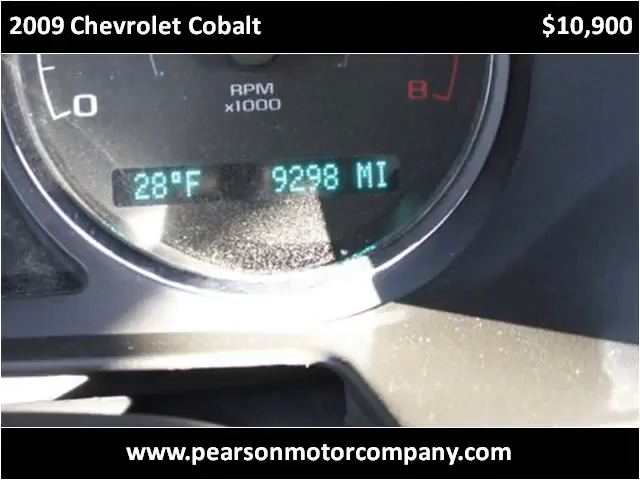 2009 Chevrolet Cobalt $10,900
RPM
x1000
0 8
28°F 9298 MI
www.pearsonmotorcompany.com